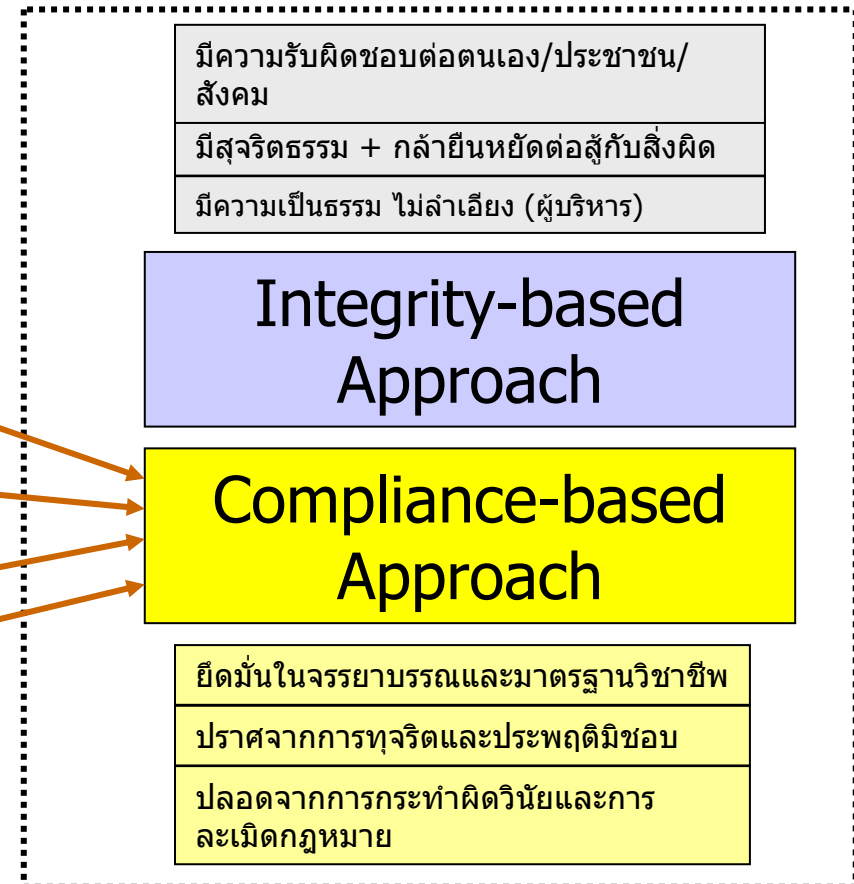 มีความรับผิดชอบต่อตนเอง/ประชาชน/
สังคม
มีสุจริตธรรม + กล้ายืนหยัดต่อสู้กับสิ่งผิด
มีความเป็นธรรม ไม่ลำเอียง (ผู้บริหาร)
Integrity-based
Approach
Compliance-based
Approach
ยึดมั่นในจรรยาบรรณและมาตรฐานวิชาชีพ
ปราศจากการทุจริตและประพฤติมิชอบ
ปลอดจากการกระทำผิดวินัยและการ
ละเมิดกฎหมาย